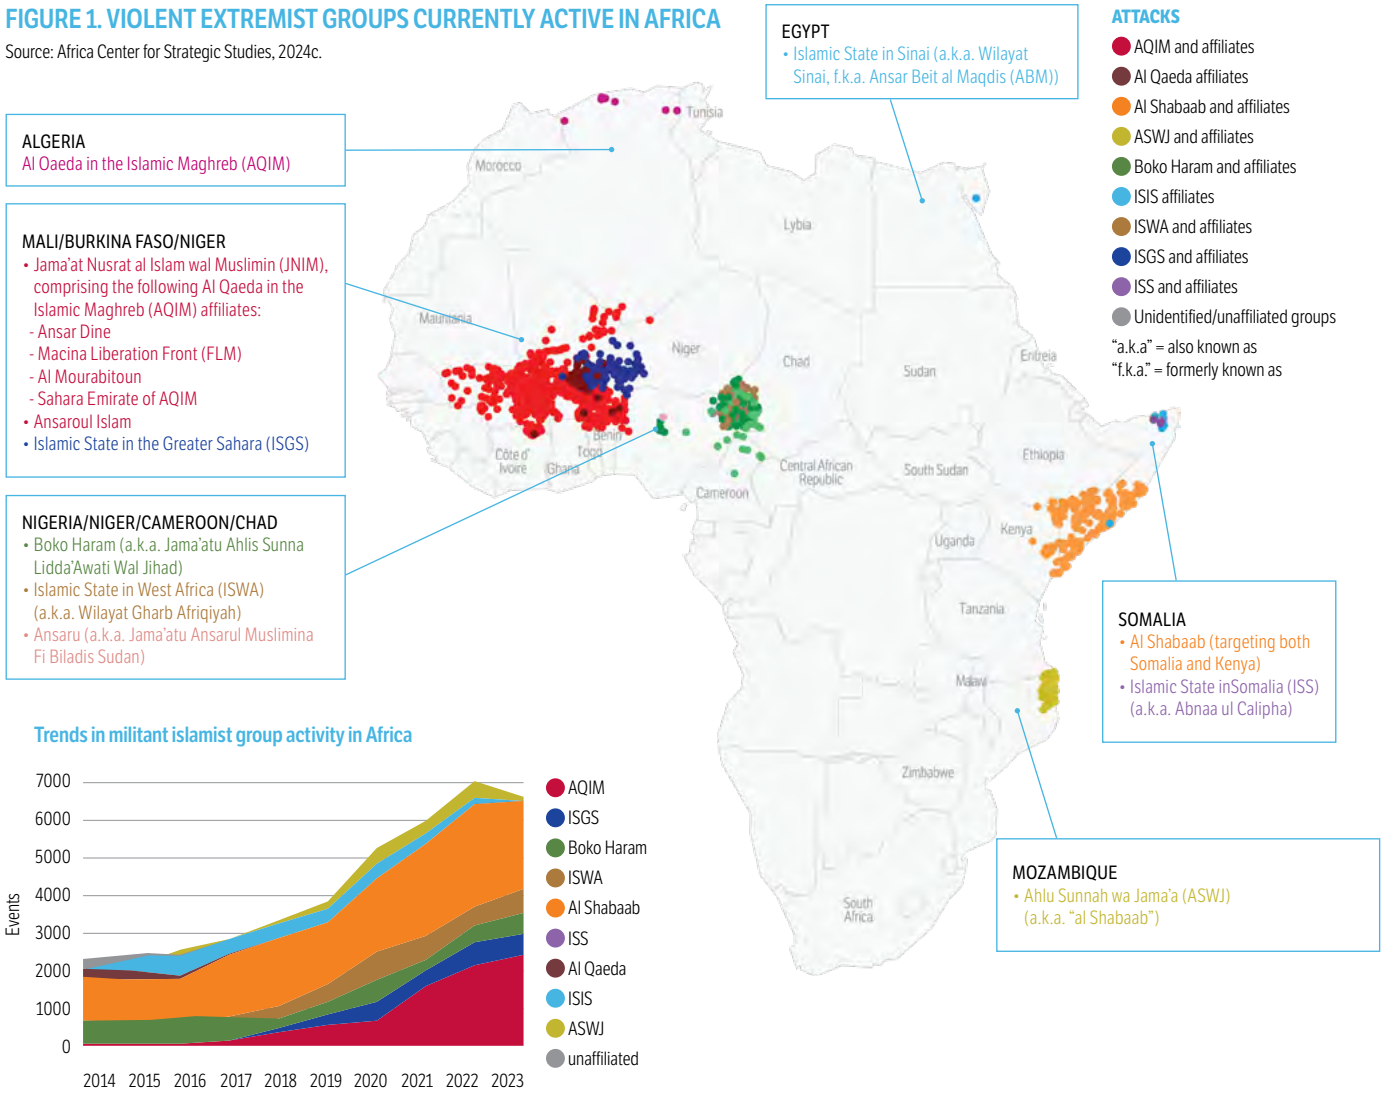 FIGURE 1. VIOLENT EXTREMIST GROUPS CURRENTLY ACTIVE IN AFRICA
Source: Africa Center for Strategic Studies, 2024c.
ALGERIA
Al Oaeda in the Islamic Maghreb (AQIM)
MALI/BURKINA FASO/NIGER
• Jama'at Nusrat al Islam wal Muslimin (JNIM),
comprising the following Al Qaeda in the
Islamic Maghreb (AQIM) affiliates:
- Ansar Dine
- Macina Liberation Front (FLM)
- Al Mourabitoun
- Sahara Emirate of AQIM
• Ansaroul Islam
• Islamic State in the Greater Sahara (ISGS)
NIGERIA/NIGER/CAMEROON/CHAD
• Boko Haram (a.k.a. Jama'atu Ahlis Sunna
Lidda'Awati Wal Jihad)
• Islamic State in West Africa (ISWA)
(a.k.a. Wilayat Gharb Afriqiyah)
• Ansaru (a.k.a. Jama'atu Ansarul Muslimina
Fi Biladis Sudan)
EGYPT
• Islamic State in Sinai (a.k.a. Wilayat
Sinai, f.k.a. Ansar Beit al Maqdis (ABM))
ATTACKS
AQIM and affiliates
Al Qaeda affiliates
Al Shabaab and affiliates
ASWJ and affiliates
Boko Haram and affiliates
ISIS affiliates
ISWA and affiliates
ISGS and affiliates
ISS and affiliates
Unidentified/unaffiliated groups
"a.k.a" = also known as
"f.k.a." = formerly known as
Tunisia
Morocco
Lybia
Niger
Chad
Sudan
Eritreia
Benin
Togo
Côte d'
Ivoire
Ghana
Central African
Republic
South Sudan
Ethiopia
Cameroon
Kenya
Uganda
Tanzania
Malawi
Zimbabwe
South
Africa
SOMALIA
• Al Shabaab (targeting both
Somalia and Kenya)
• Islamic State inSomalia (ISS)
(a.k.a. Abnaa ul Calipha)
MOZAMBIQUE
• Ahlu Sunnah wa Jama'a (ASWJ)
(a.k.a. "al Shabaab")
Trends in militant islamist group activity in Africa
Events
7000
6000
5000
4000
3000
2000
1000
0
2014 2015 2016 2017 2018 2019 2020 2021 2022 2023
AQIM
ISGS
Boko Haram
ISWA
Al Shabaab
ISS
Al Qaeda
ISIS
ASWJ
unaffiliated